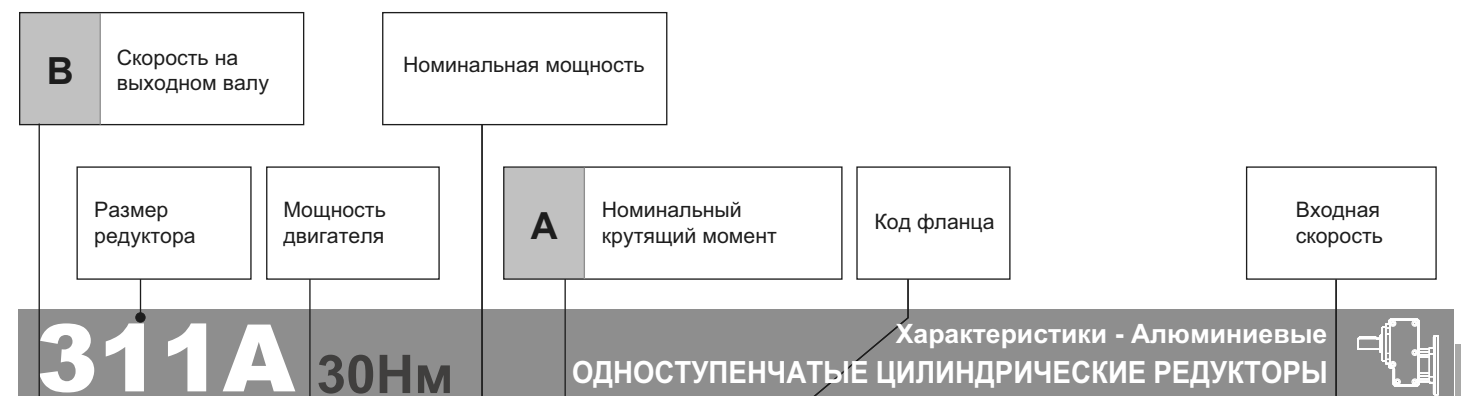 B
Скорость на
выходном валу
Номинальная мощность
Размер
редуктора
Мощность
двигателя
A
Номинальный
крутящий момент
Код фланца
Входная
скорость
311A
30Нм
Характеристики - Алюминиевые
ОДНОСТУПЕНЧАТЫЕ ЦИЛИНДРИЧЕСКИЕ РЕДУКТОРЫ